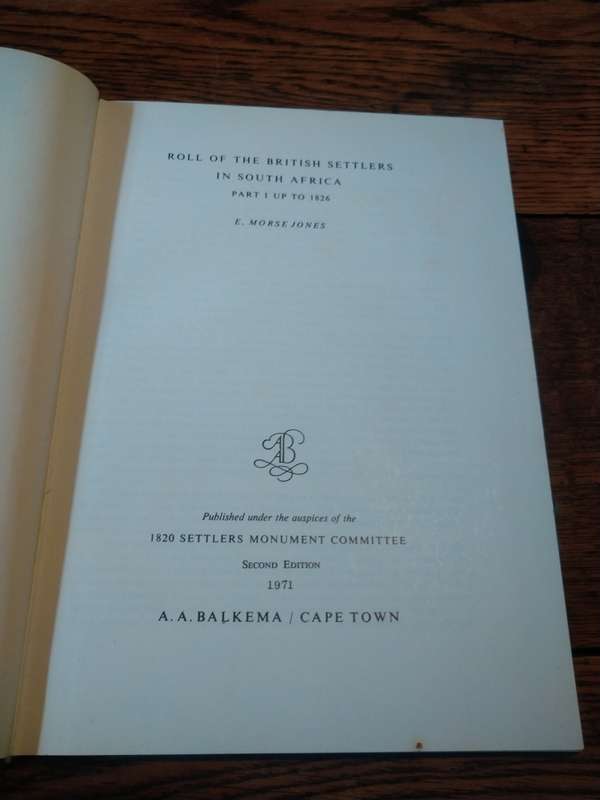 ROLL OF THE BRITISH SETTLERS
IN SOUTH AFRICA
PART 1 UP TO 1826
E. MORSE JONES
AB
Published under the auspices of the
1820 SETTLERS MONUMENT COMMITTEE
SECOND EDITION
1971
A. A. BALKEMA / CAPE TOWN